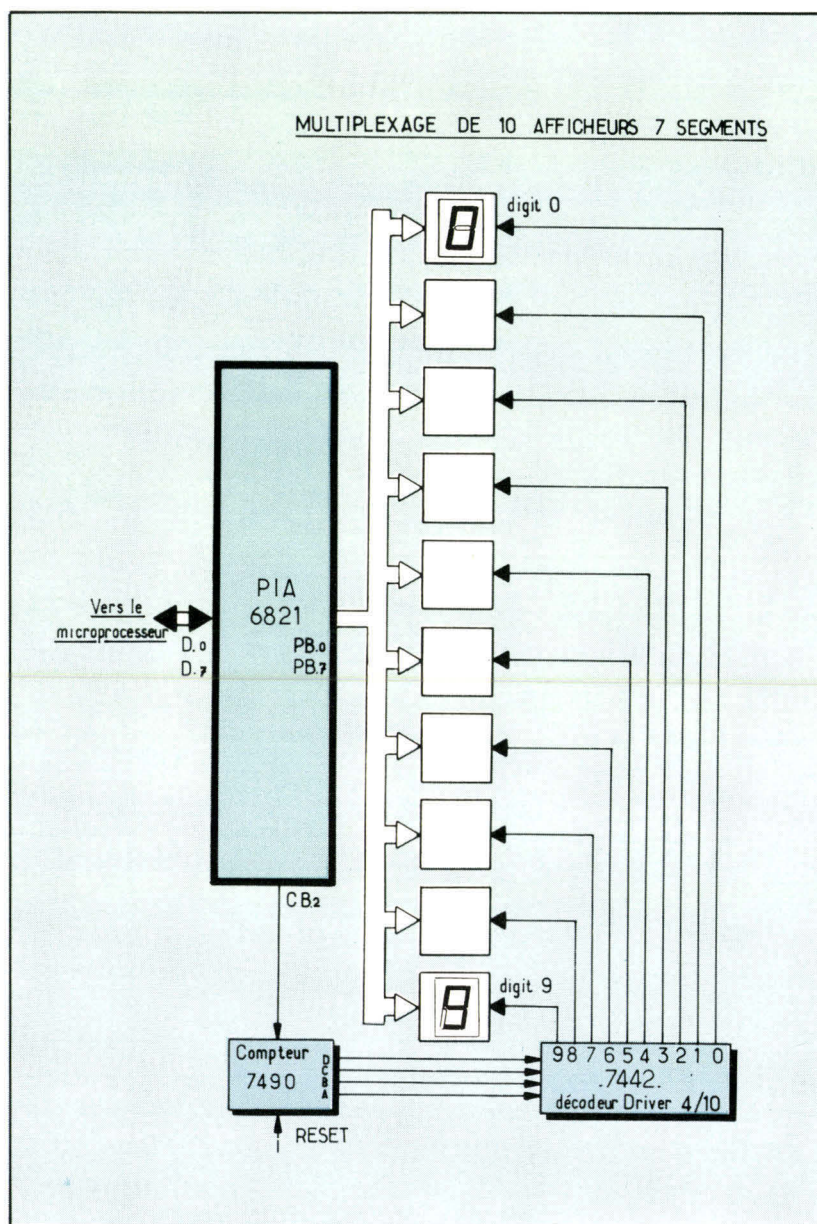 MULTIPLEXAGE DE 10 AFFICHEURS 7 SEGMENTS
digit 0
PIA
6821
Vers le
microprocesseur
D.0
D.7
PB.0
PB.7
CB.2
digit 9
Compteur
7490
D
C
B
A
RESET
9 8 7 6 5 4 3 2 1 0
.7442.
décodeur Driver 4/10